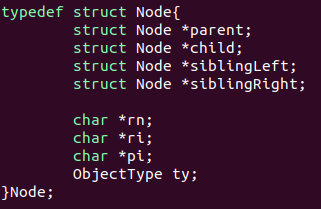 typedef struct Node{
        struct Node *parent;
        struct Node *child;
        struct Node *siblingLeft;
        struct Node *siblingRight;

        char *rn;
        char *ri;
        char *pi;
        ObjectType ty;
}Node;